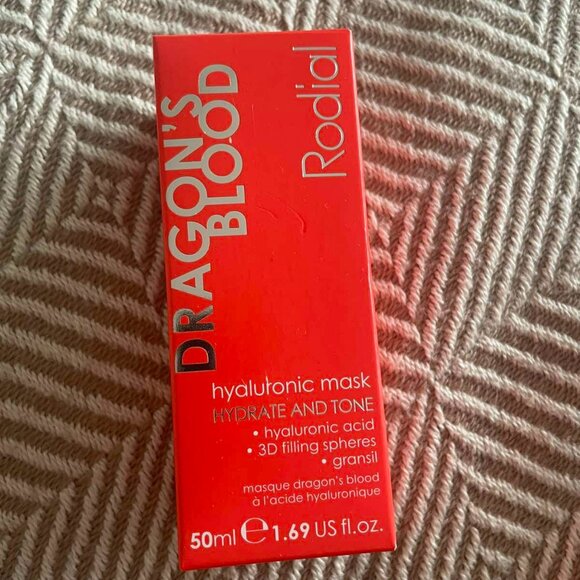 DRAGON'S
BLOOD
Rodial
hyaluronic mask
HYDRATE AND TONE
• hyaluronic acid
• 3D filling spheres
• gransil
masque dragon's blood
à l'acide hyaluronique
50ml ℮ 1.69 US fl.oz.